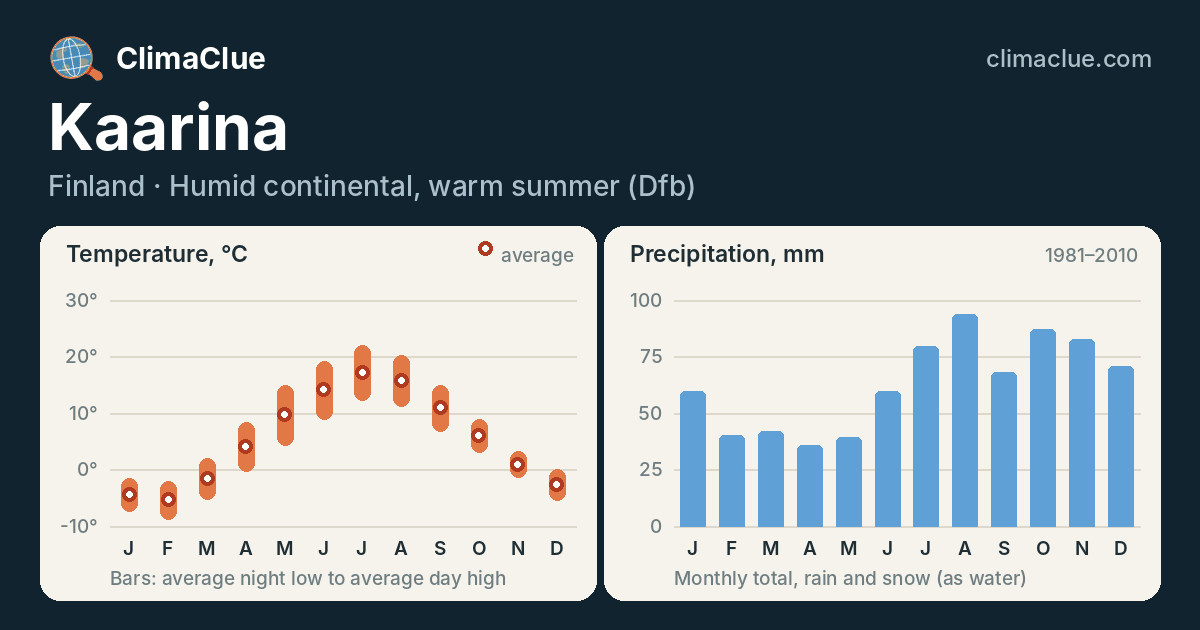 ClimaClue
climaclue.com
Kaarina
Finland · Humid continental, warm summer (Dfb)
Temperature, °C
average
30°
20°
10°
0°
-10°
J F M A M J J A S O N D
Bars: average night low to average day high
Precipitation, mm
1981–2010
100
75
50
25
0
J F M A M J J A S O N D
Monthly total, rain and snow (as water)